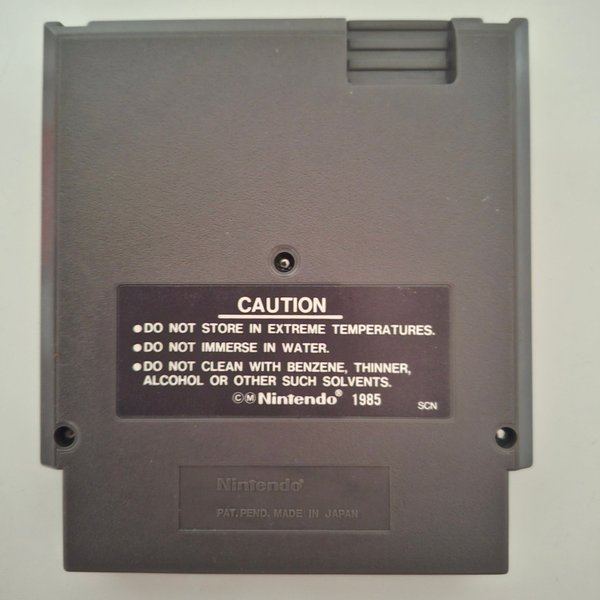 CAUTION
●DO NOT STORE IN EXTREME TEMPERATURES.
●DO NOT IMMERSE IN WATER.
●DO NOT CLEAN WITH BENZENE, THINNER,
ALCOHOL OR OTHER SUCH SOLVENTS.
©Ⓜ Nintendo® 1985 SCN
Nintendo®
PAT. PEND. MADE IN JAPAN